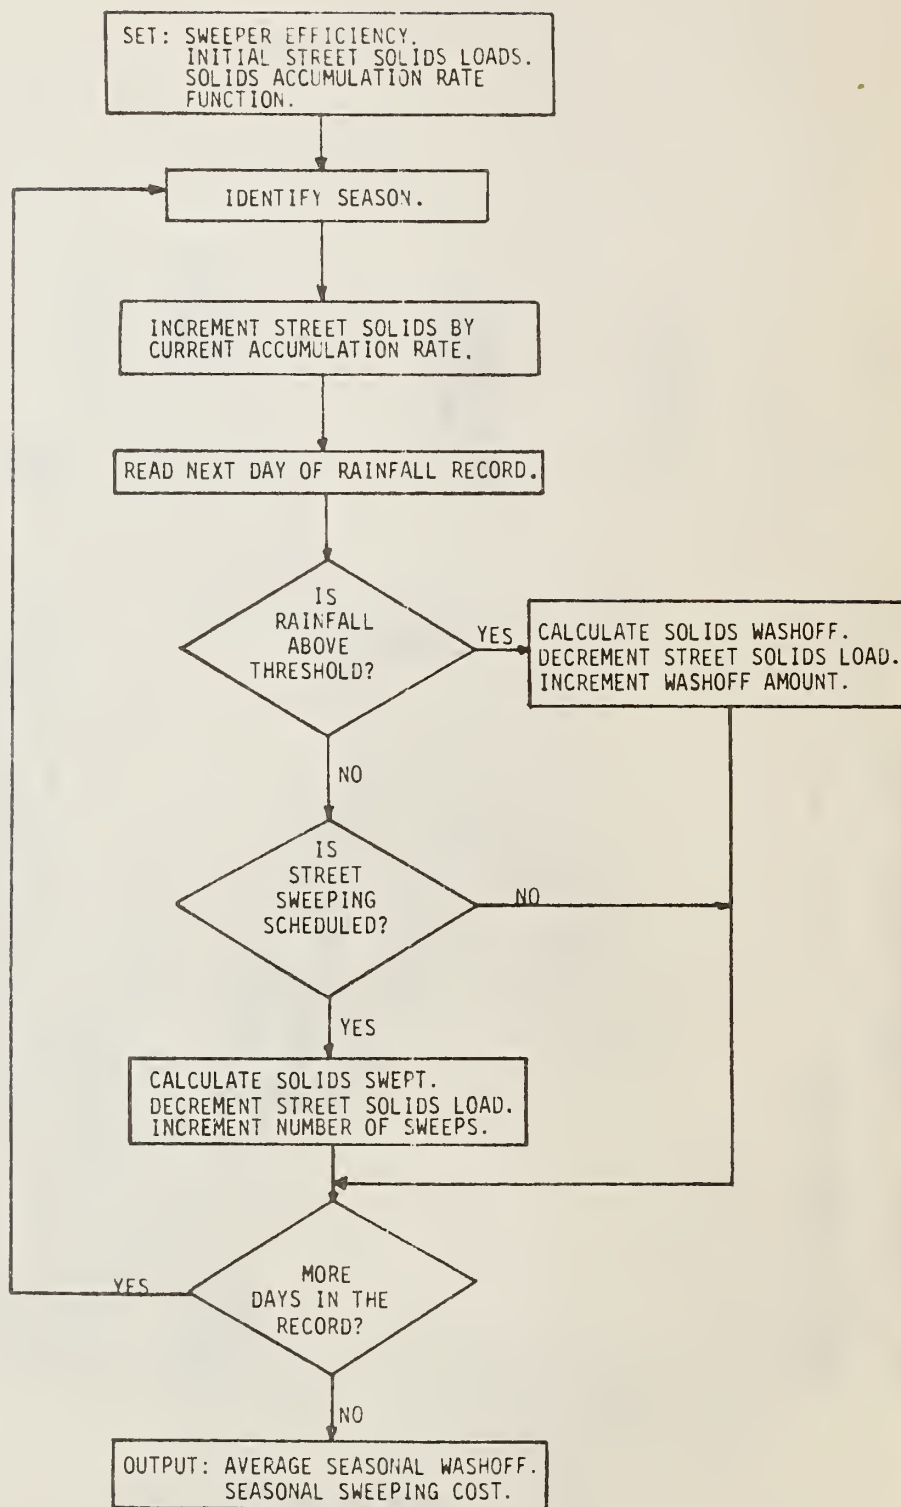 SET: SWEEPER EFFICIENCY.
INITIAL STREET SOLIDS LOADS.
SOLIDS ACCUMULATION RATE
FUNCTION.
IDENTIFY SEASON.
INCREMENT STREET SOLIDS BY
CURRENT ACCUMULATION RATE.
READ NEXT DAY OF RAINFALL RECORD.
IS
RAINFALL
ABOVE
THRESHOLD?
YES
CALCULATE SOLIDS WASHOFF.
DECREMENT STREET SOLIDS LOAD.
INCREMENT WASHOFF AMOUNT.
NO
IS
STREET
SWEEPING
SCHEDULED?
NO
YES
CALCULATE SOLIDS SWEPT.
DECREMENT STREET SOLIDS LOAD.
INCREMENT NUMBER OF SWEEPS.
MORE
DAYS IN THE
RECORD?
YES
NO
OUTPUT: AVERAGE SEASONAL WASHOFF.
SEASONAL SWEEPING COST.